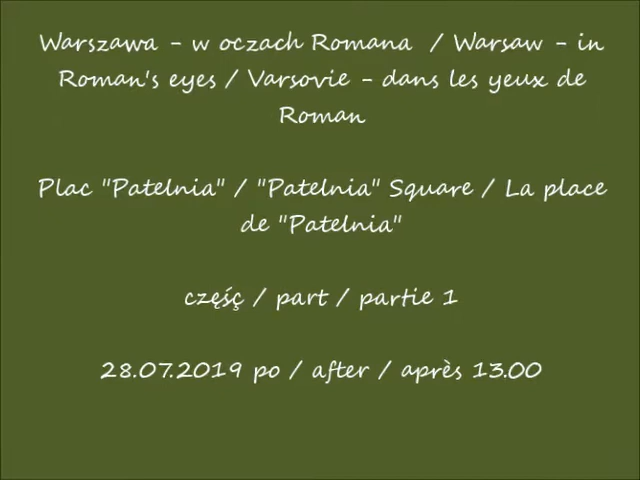 Warszawa - w oczach Romana / Warsaw - in
Roman's eyes / Varsovie - dans les yeux de
Roman
Plac "Patelnia" / "Patelnia" Square / La place
de "Patelnia"
częśç / part / partie 1
28.07.2019 po / after / après 13.00